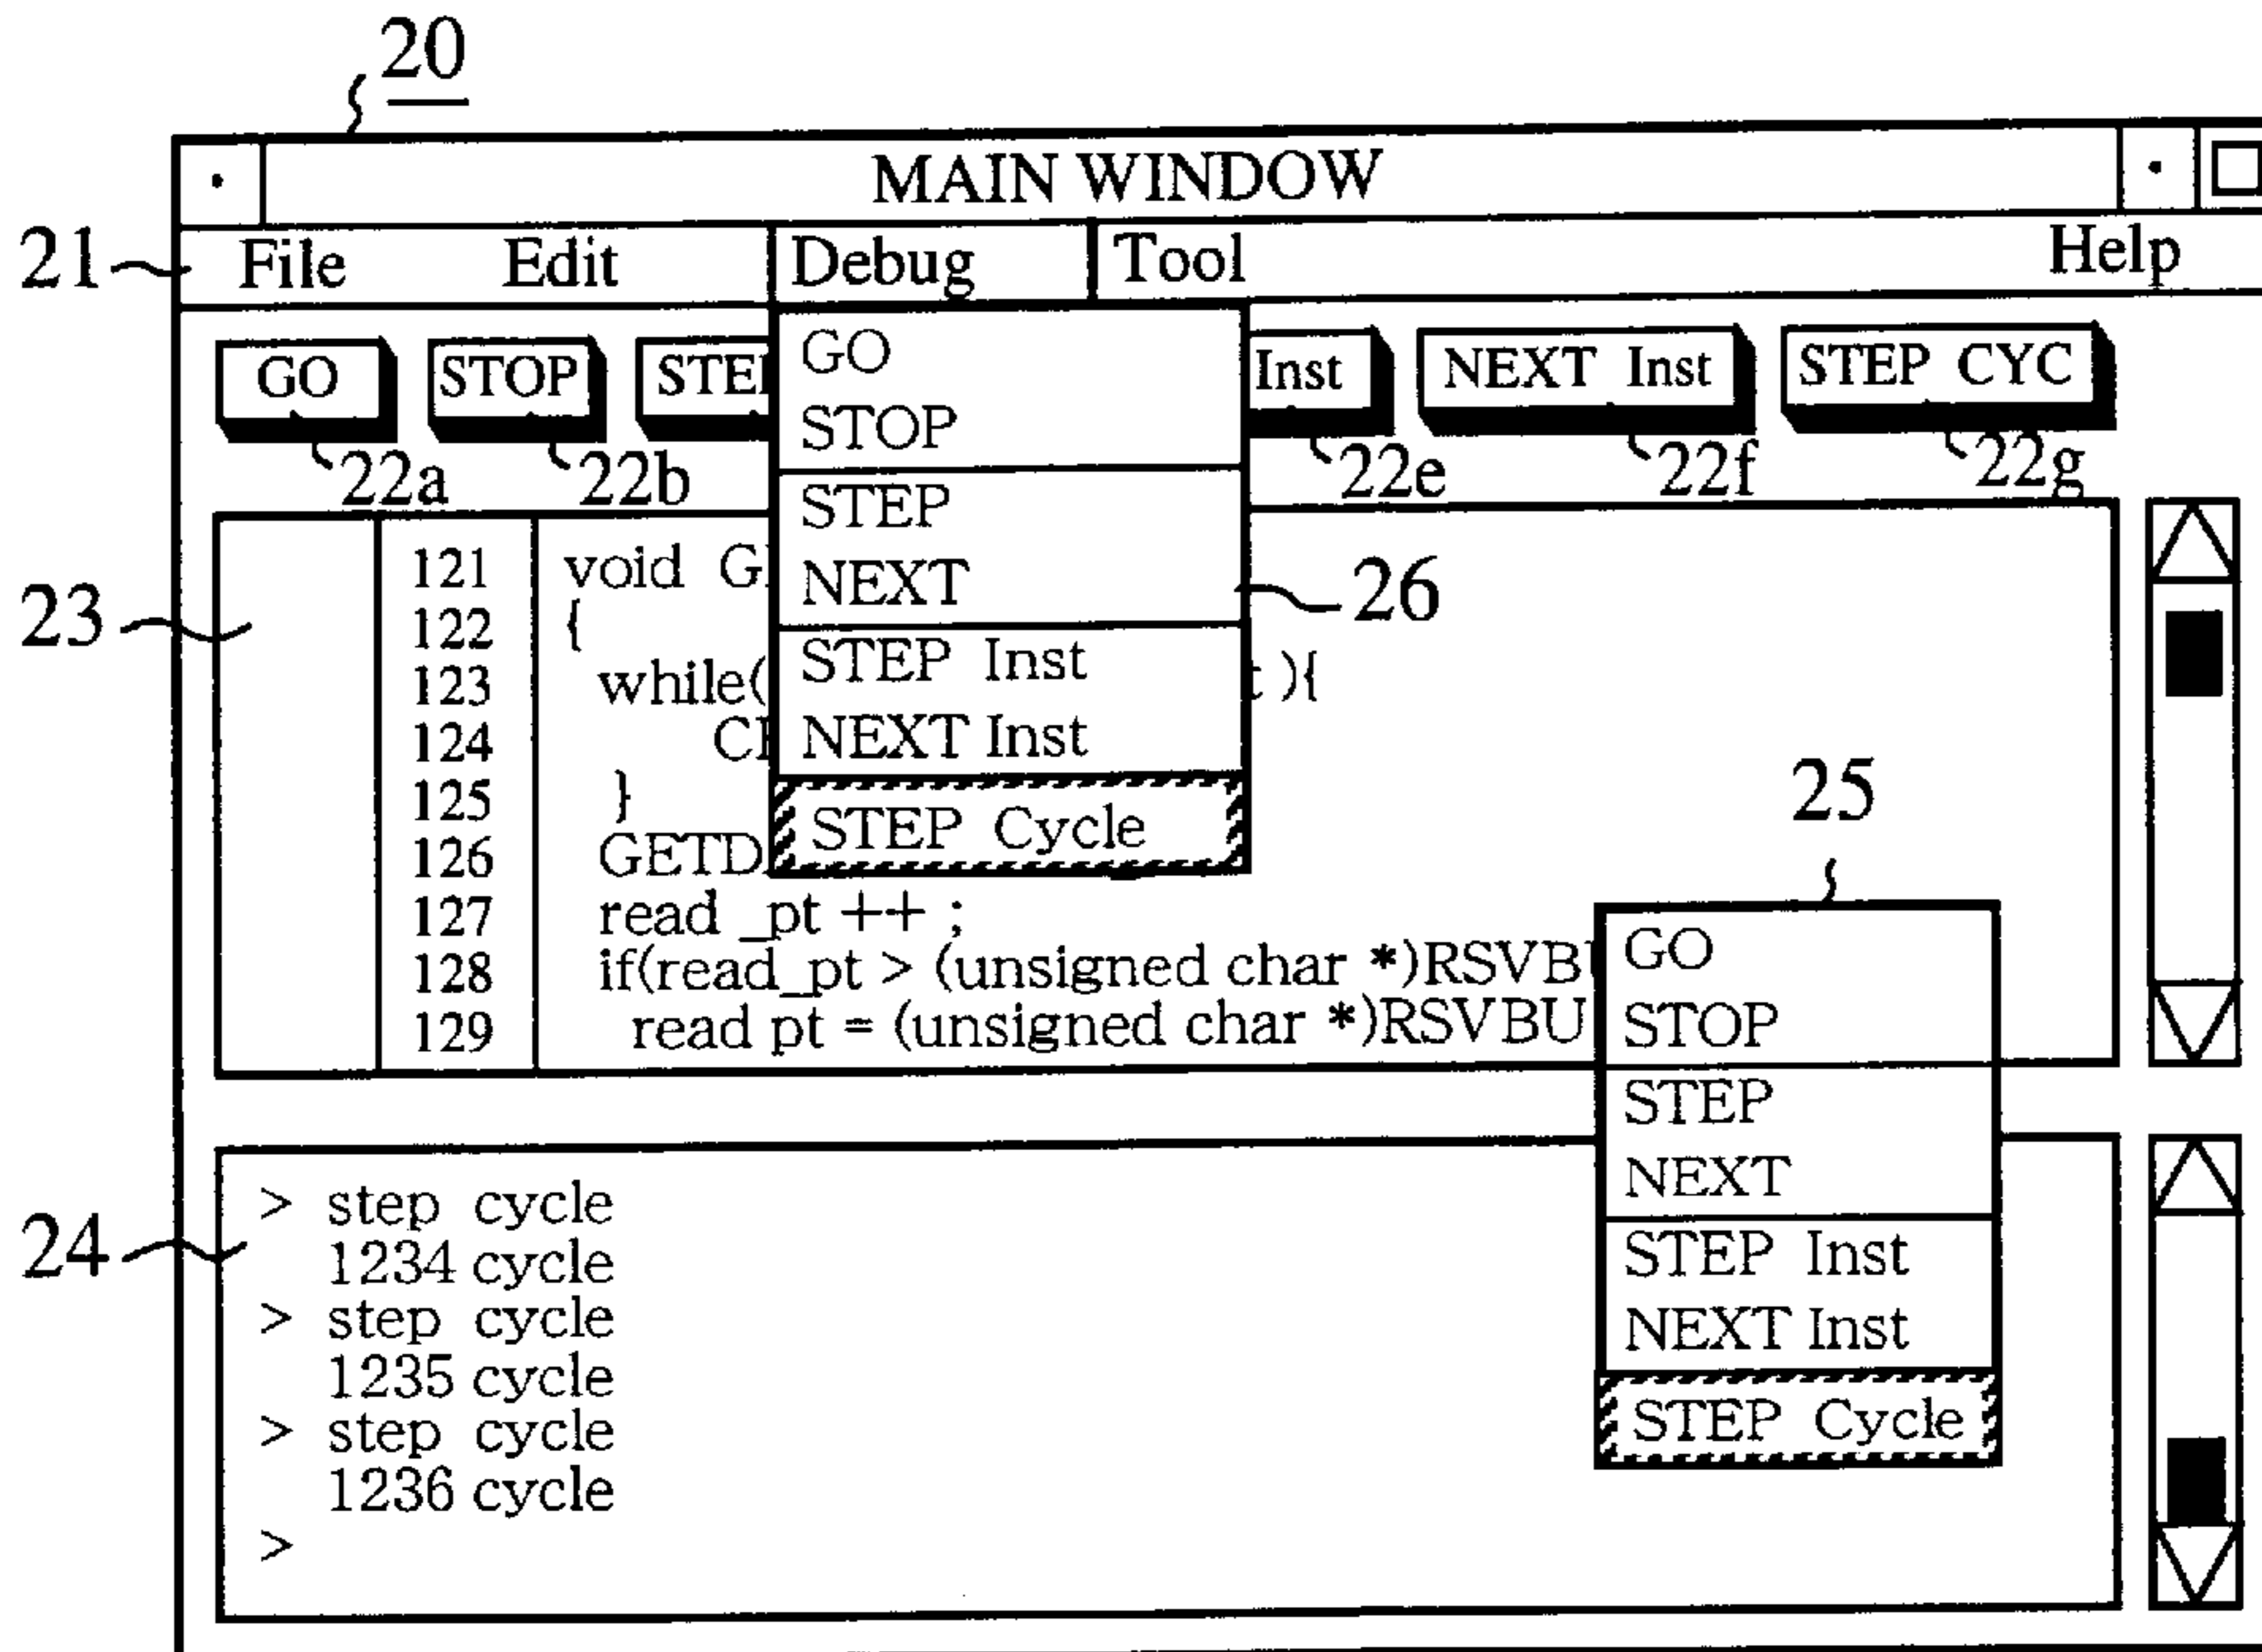 20
MAIN WINDOW
21 File Edit Debug Tool Help
GO STOP Inst NEXT Inst STEP CYC
22a 22b 22e 22f 22g
GO
STOP
STEP
NEXT
STEP Inst
NEXT Inst
STEP Cycle
26
23
121 void
122 {
123 while( ){
124
125 }
126
127 read _pt ++ ;
128 if(read_pt > (unsigned char *)
129 read pt = (unsigned char *)
25
GO
STOP
STEP
NEXT
STEP Inst
NEXT Inst
STEP Cycle
24
> step cycle
1234 cycle
> step cycle
1235 cycle
> step cycle
1236 cycle
>